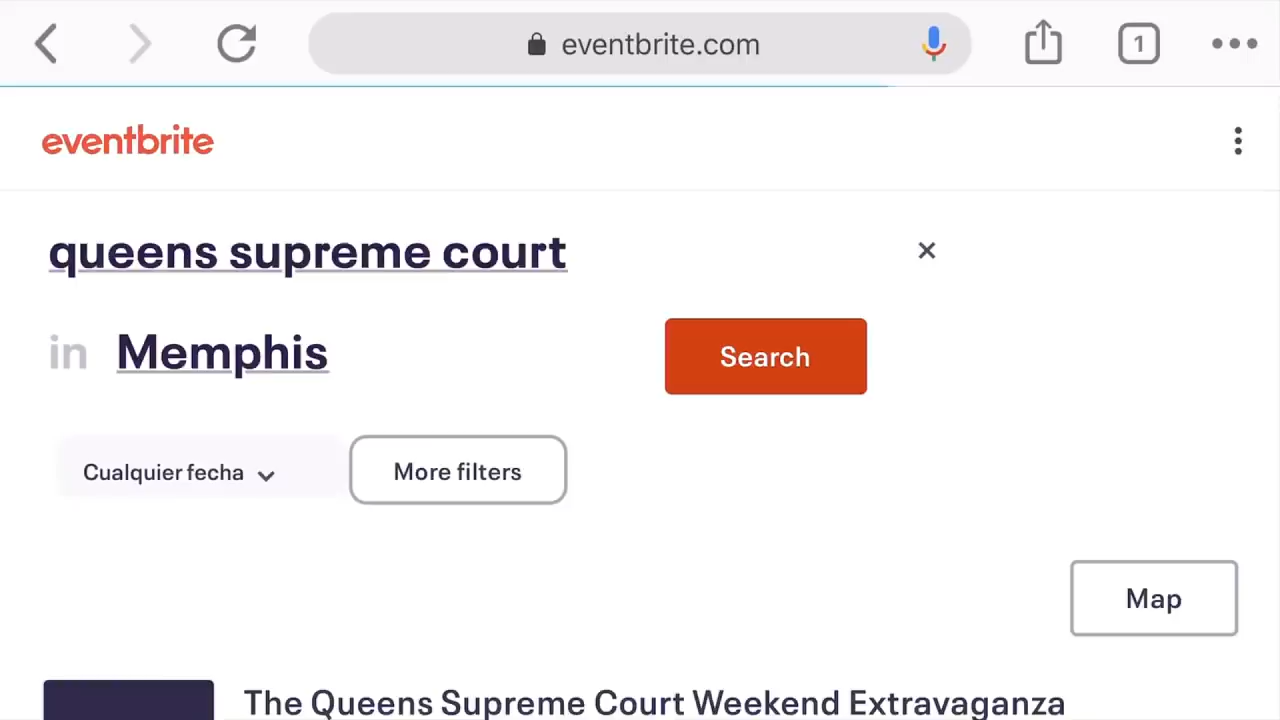 eventbrite.com
1
eventbrite
queens supreme court
in Memphis
Search
Cualquier fecha
More filters
Map
The Queens Supreme Court Weekend Extravaganza